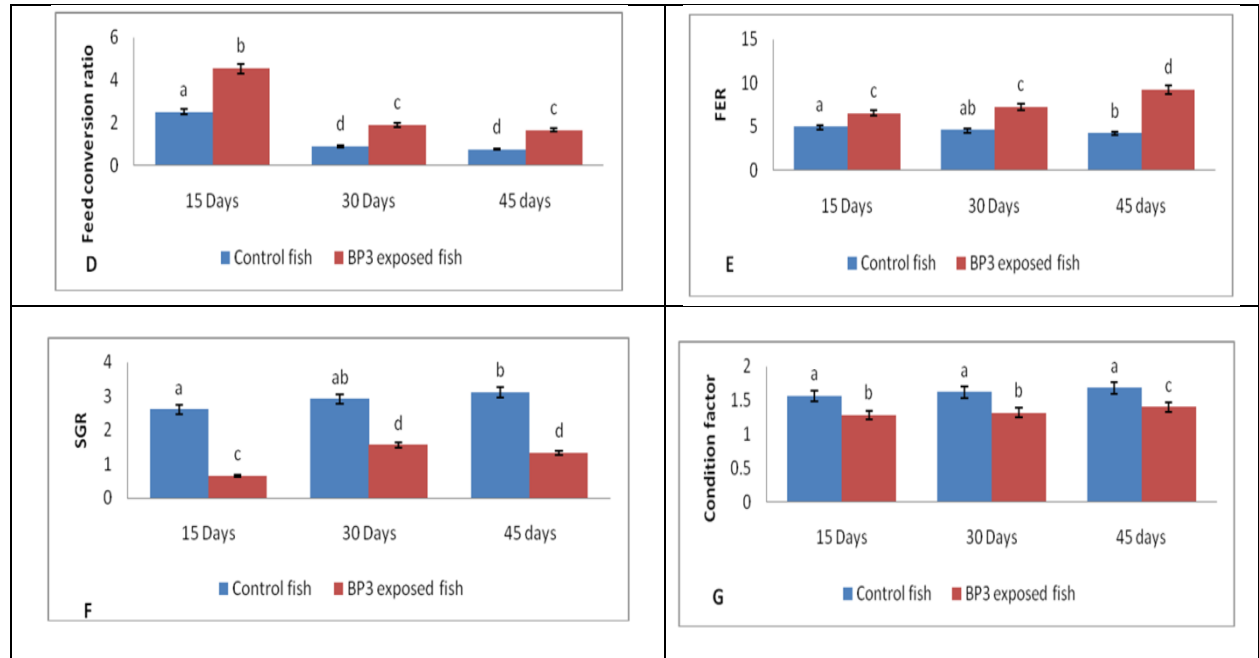 Feed conversion ratio
6
4
2
0
a
b
d
c
d
c
15 Days
30 Days
45 days
Control fish
BP3 exposed fish
D
FER
15
10
5
0
a
c
ab
c
b
d
15 Days
30 Days
45 days
Control fish
BP3 exposed fish
E
SGR
4
3
2
1
0
a
c
ab
d
b
d
15 Days
30 Days
45 days
Control fish
BP3 exposed fish
F
Condition factor
2
1.5
1
0.5
0
a
b
a
b
a
c
15 Days
30 Days
45 days
Control fish
BP3 exposed fish
G